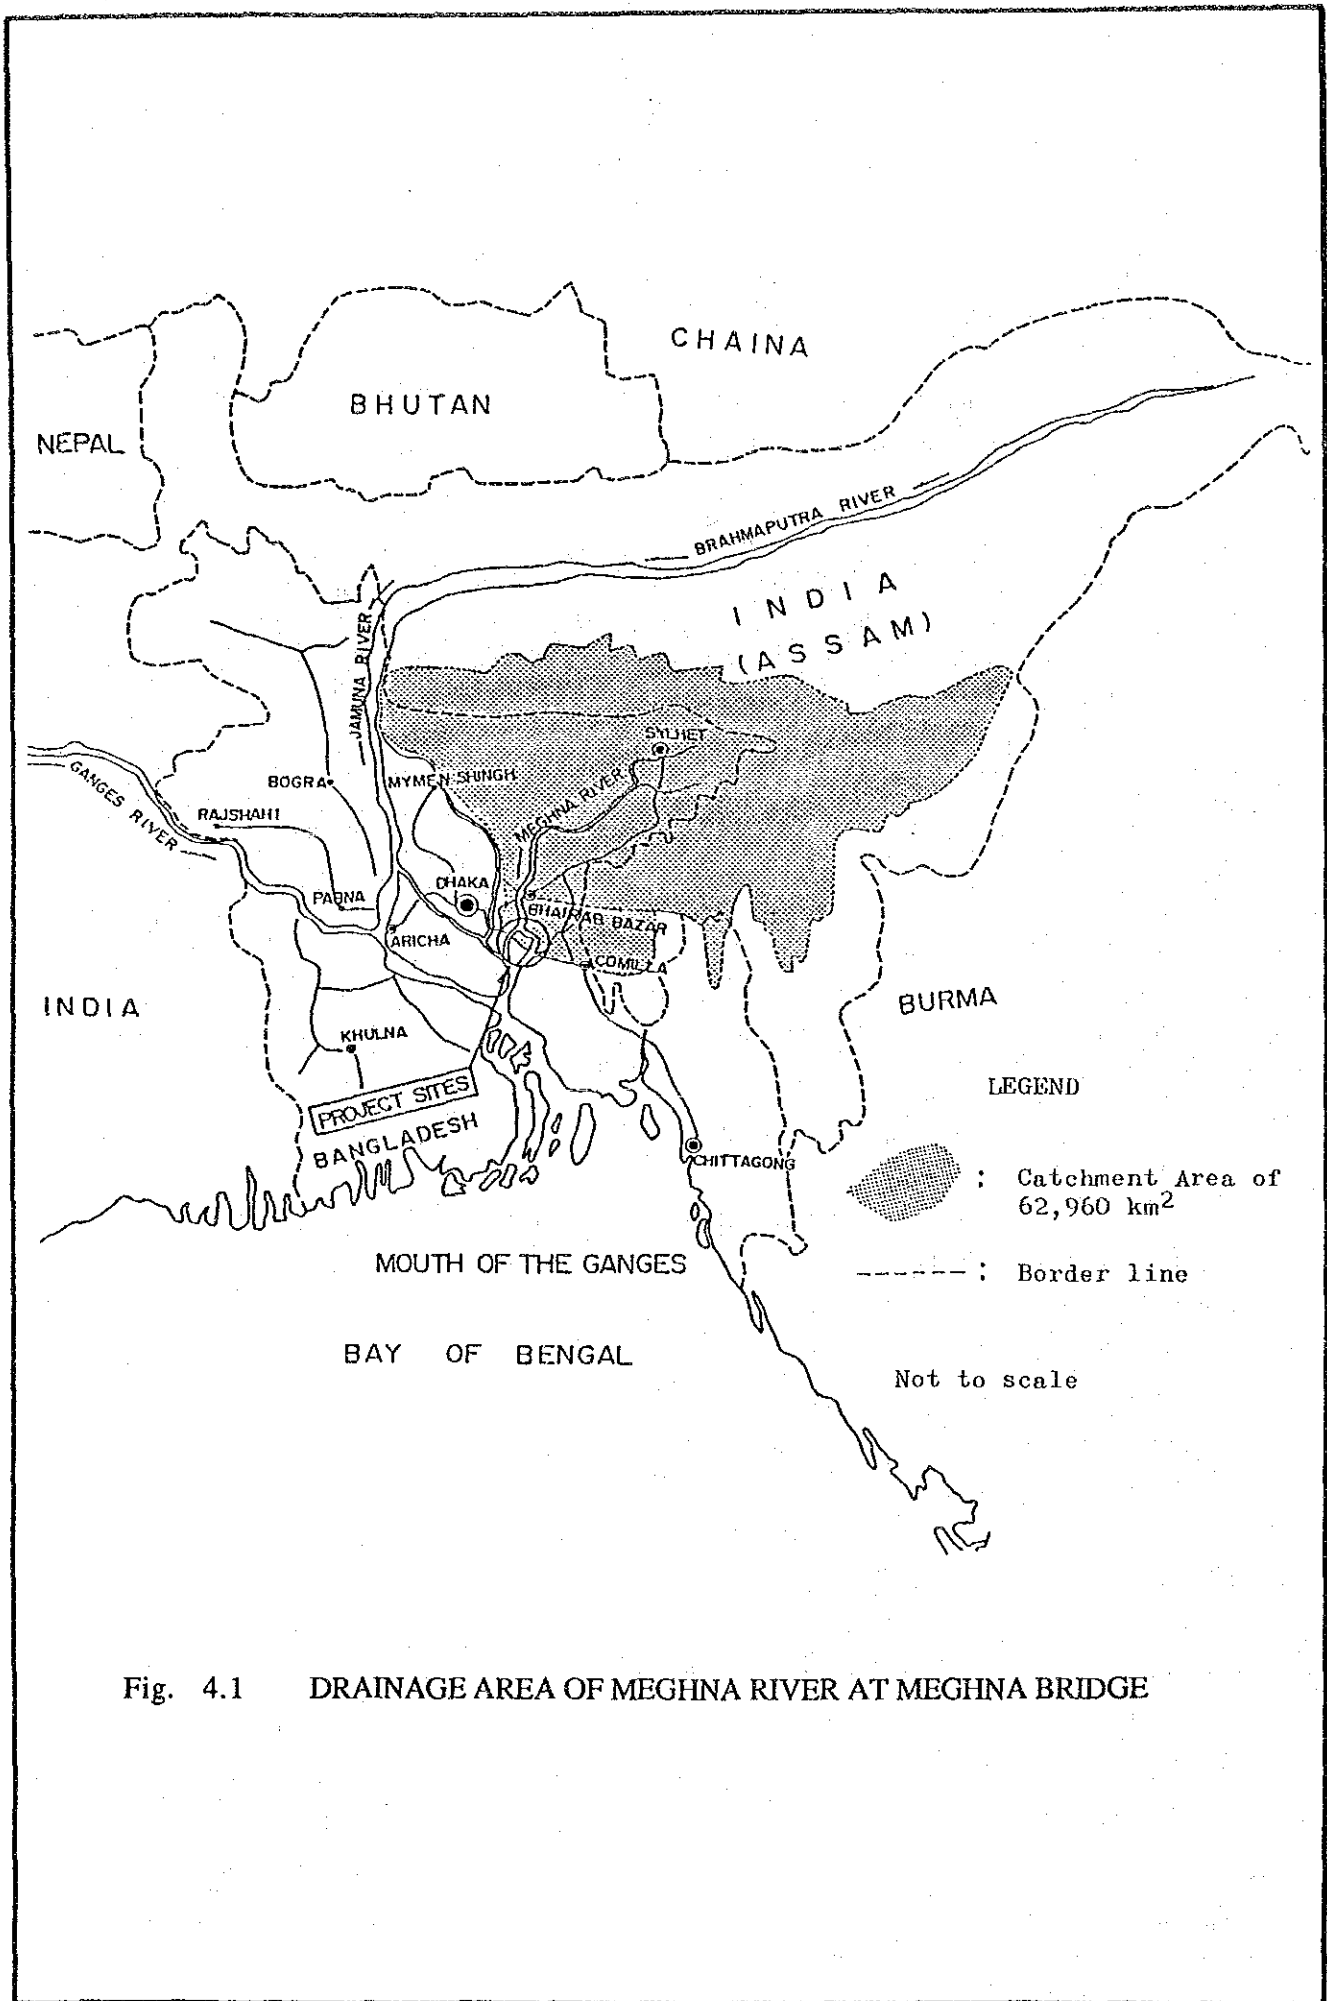 CHAINA
BHUTAN
NEPAL
BRAHMAPUTRA RIVER
INDIA
(ASSAM)
JAMUNA RIVER
SYLHET
GANGES RIVER
BOGRA
MYMEN SHINGH
MEGHNA RIVER
RAJSHAHI
DHAKA
PABNA
BHAIRAB BAZAR
ARICHA
COMILLA
INDIA
BURMA
KHULNA
LEGEND
PROJECT SITES
BANGLADESH
CHITTAGONG
: Catchment Area of
62,960 km²
MOUTH OF THE GANGES
------ : Border line
BAY OF BENGAL
Not to scale
Fig. 4.1 DRAINAGE AREA OF MEGHNA RIVER AT MEGHNA BRIDGE